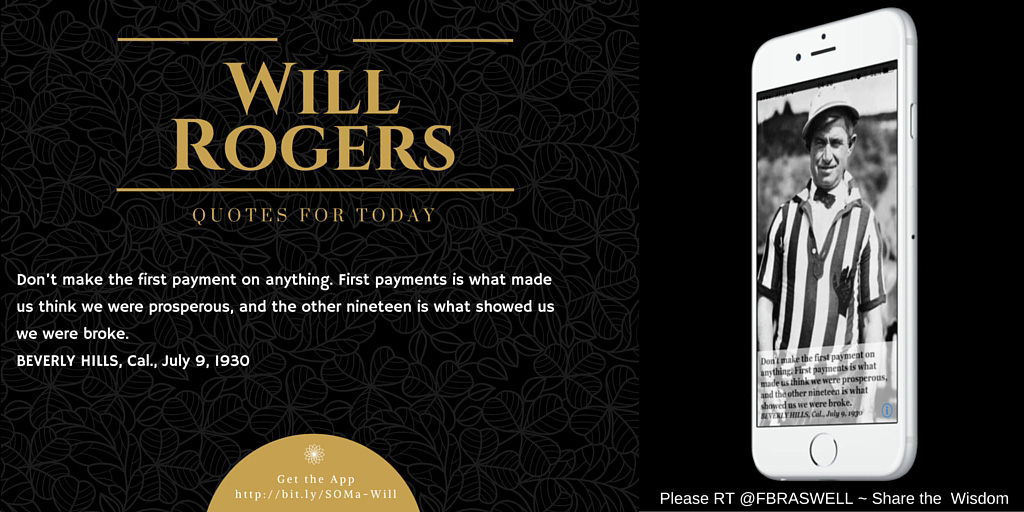 WILL
ROGERS
QUOTES FOR TODAY
Don't make the first payment on anything. First payments is what made
us think we were prosperous, and the other nineteen is what showed us
we were broke.
BEVERLY HILLS, Cal., July 9, 1930
Get the App
http://bit.ly/SOMa-Will
Don't make the first payment on
anything. First payments is what
made us think we were prosperous,
and the other nineteen is what
showed us we were broke.
BEVERLY HILLS, Cal., July 9, 1930
Please RT @FBRASWELL ~ Share the Wisdom